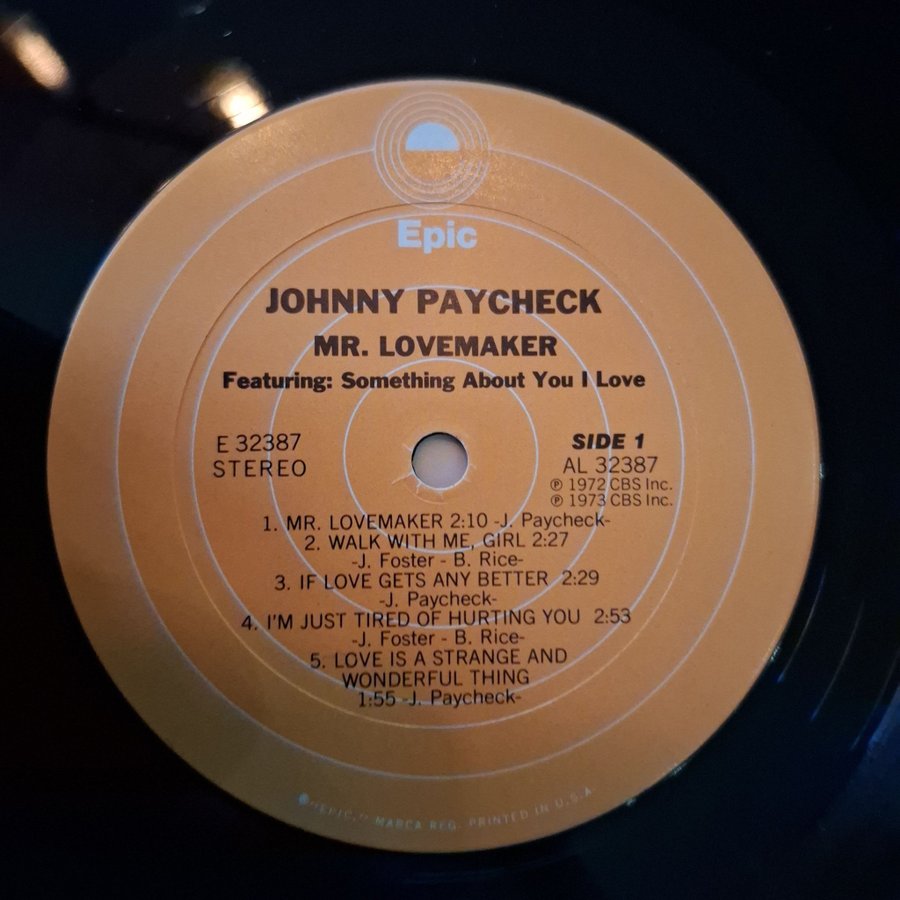 Epic
JOHNNY PAYCHECK
MR. LOVEMAKER
Featuring: Something About You I Love
E 32387
STEREO
SIDE 1
AL 32387
℗ 1972 CBS Inc.
℗ 1973 CBS Inc.
1. MR. LOVEMAKER 2:10 -J. Paycheck-
2. WALK WITH ME, GIRL 2:27
-J. Foster - B. Rice-
3. IF LOVE GETS ANY BETTER 2:29
-J. Paycheck-
4. I'M JUST TIRED OF HURTING YOU 2:53
-J. Foster - B. Rice-
5. LOVE IS A STRANGE AND
WONDERFUL THING
1:55 -J. Paycheck-
"EPIC," MARCA REG. PRINTED IN U.S.A.